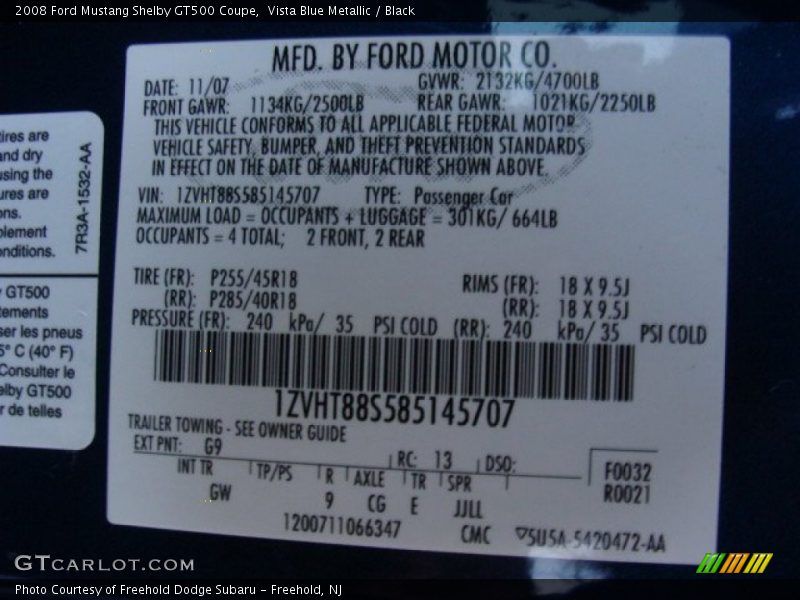 2008 Ford Mustang Shelby GT500 Coupe,  Vista Blue Metallic / Black
MFD. BY FORD MOTOR CO.
DATE: 11/07 GVWR: 2132KG/4700LB
FRONT GAWR: 1134KG/2500LB REAR GAWR: 1021KG/2250LB
THIS VEHICLE CONFORMS TO ALL APPLICABLE FEDERAL MOTOR
VEHICLE SAFETY, BUMPER, AND THEFT PREVENTION STANDARDS
IN EFFECT ON THE DATE OF MANUFACTURE SHOWN ABOVE.
VIN: 1ZVHT88S585145707 TYPE: Passenger Car
MAXIMUM LOAD = OCCUPANTS + LUGGAGE = 301KG/ 664LB
OCCUPANTS = 4 TOTAL; 2 FRONT, 2 REAR
TIRE (FR): P255/45R18 RIMS (FR): 18 X 9.5J
(RR): P285/40R18 (RR): 18 X 9.5J
PRESSURE (FR): 240 kPa/ 35 PSI COLD (RR): 240 kPa/ 35 PSI COLD
1ZVHT88S585145707
TRAILER TOWING - SEE OWNER GUIDE
EXT PNT: G9 RC: 13 DSO: F0032
INT TR TP/PS R AXLE TR SPR R0021
GW 9 CG E JJLL
1200711066347 CMC ▽5U5A-5420472-AA
tires are
and dry
using the
ures are
ons.
plement
onditions.
7R3A-1532-AA
y GT500
tements
ser les pneus
5° C (40° F)
Consulter le
elby GT500
r de telles
GTCARLOT.COM
Photo Courtesy of Freehold Dodge Subaru – Freehold, NJ